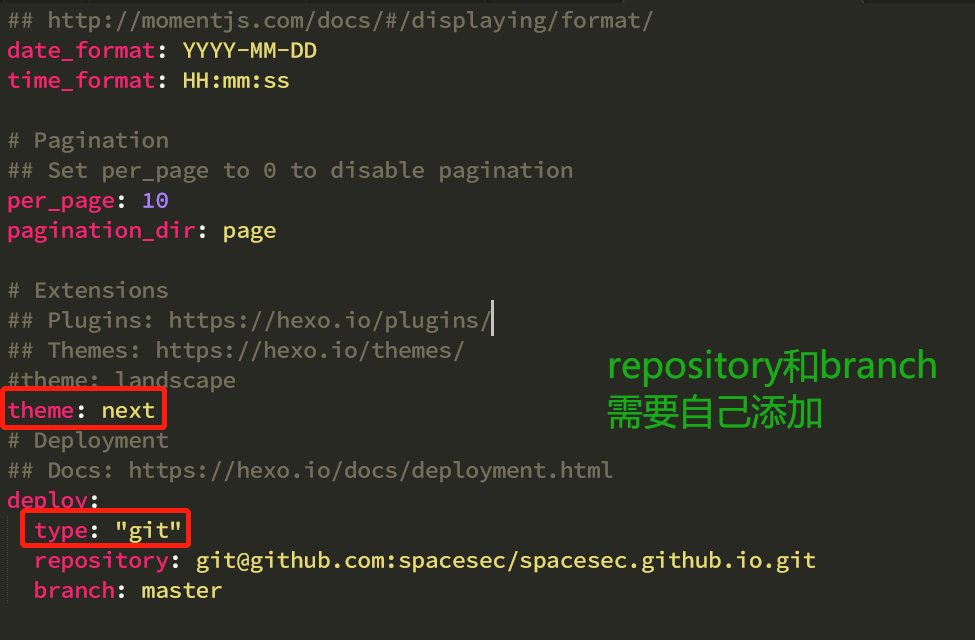 ## http://momentjs.com/docs/#/displaying/format/
date_format: YYYY-MM-DD
time_format: HH:mm:ss
# Pagination
## Set per_page to 0 to disable pagination
per_page: 10
pagination_dir: page
# Extensions
## Plugins: https://hexo.io/plugins/
## Themes: https://hexo.io/themes/
#theme: landscape
theme: next
# Deployment
## Docs: https://hexo.io/docs/deployment.html
deploy:
type: "git"
repository: git@github.com:spacesec/spacesec.github.io.git
branch: master
repository和branch
需要自己添加